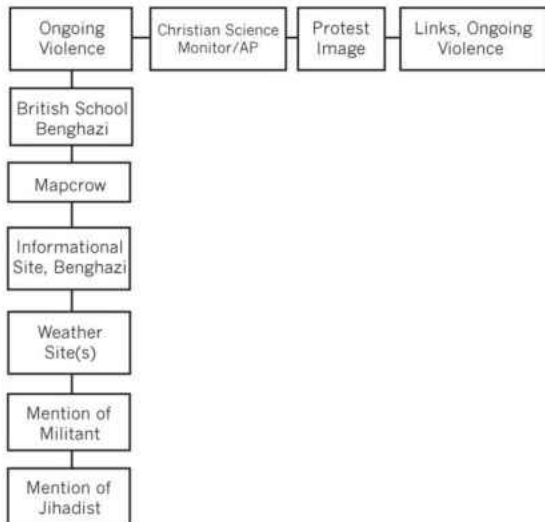 Ongoing
Violence
Christian Science
Monitor/AP
Protest
Image
Links, Ongoing
Violence
British School
Benghazi
Mapcrow
Informational
Site, Benghazi
Weather
Site(s)
Mention of
Militant
Mention of
Jihadist